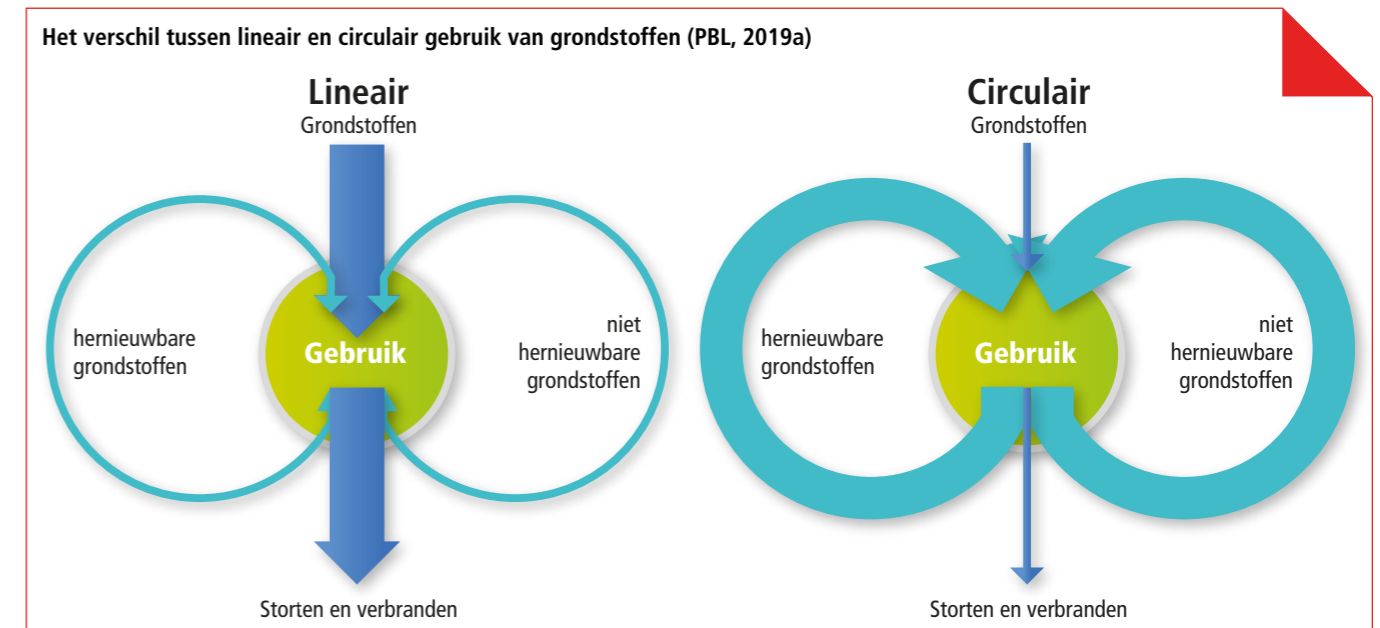 Het verschil tussen lineair en circulair gebruik van grondstoffen (PBL, 2019a)
Lineair
Grondstoffen
hernieuwbare
grondstoffen
Gebruik
niet
hernieuwbare
grondstoffen
Storten en verbranden
Circulair
Grondstoffen
hernieuwbare
grondstoffen
Gebruik
niet
hernieuwbare
grondstoffen
Storten en verbranden